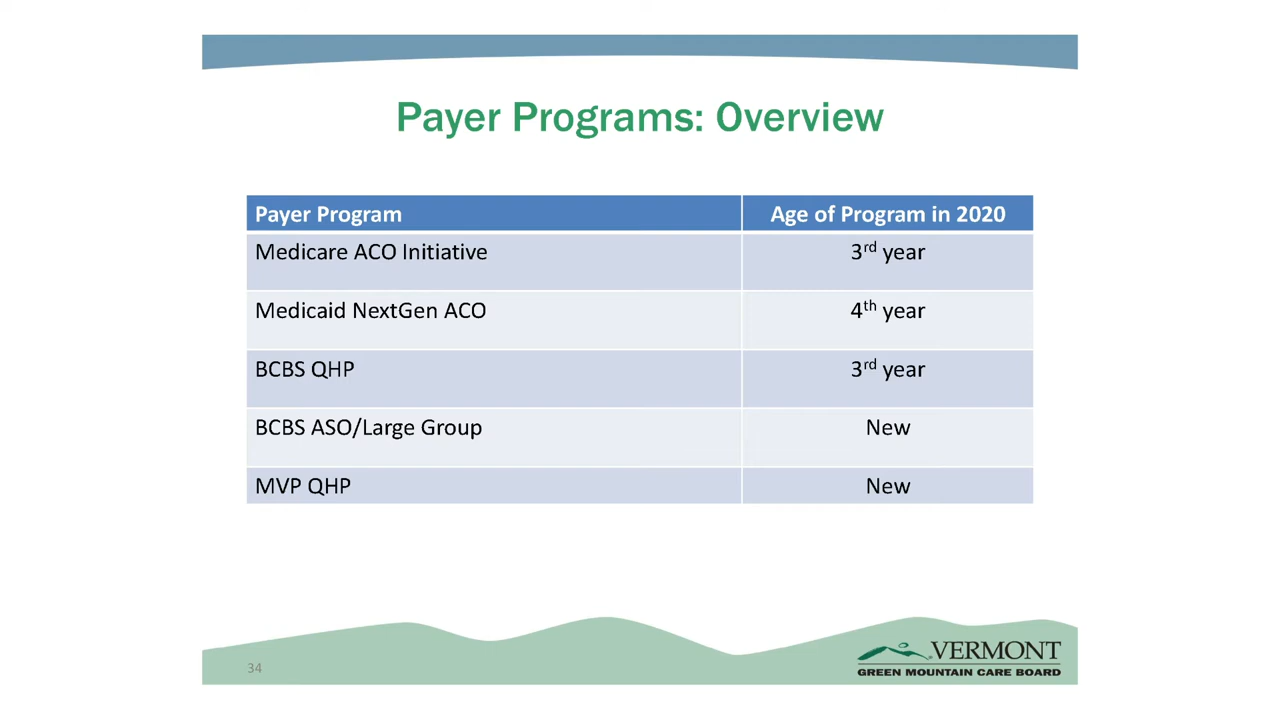 Payer Programs: Overview
Payer Program Age of Program in 2020
Medicare ACO Initiative 3rd year
Medicaid NextGen ACO 4th year
BCBS QHP 3rd year
BCBS ASO/Large Group New
MVP QHP New
34
VERMONT
GREEN MOUNTAIN CARE BOARD